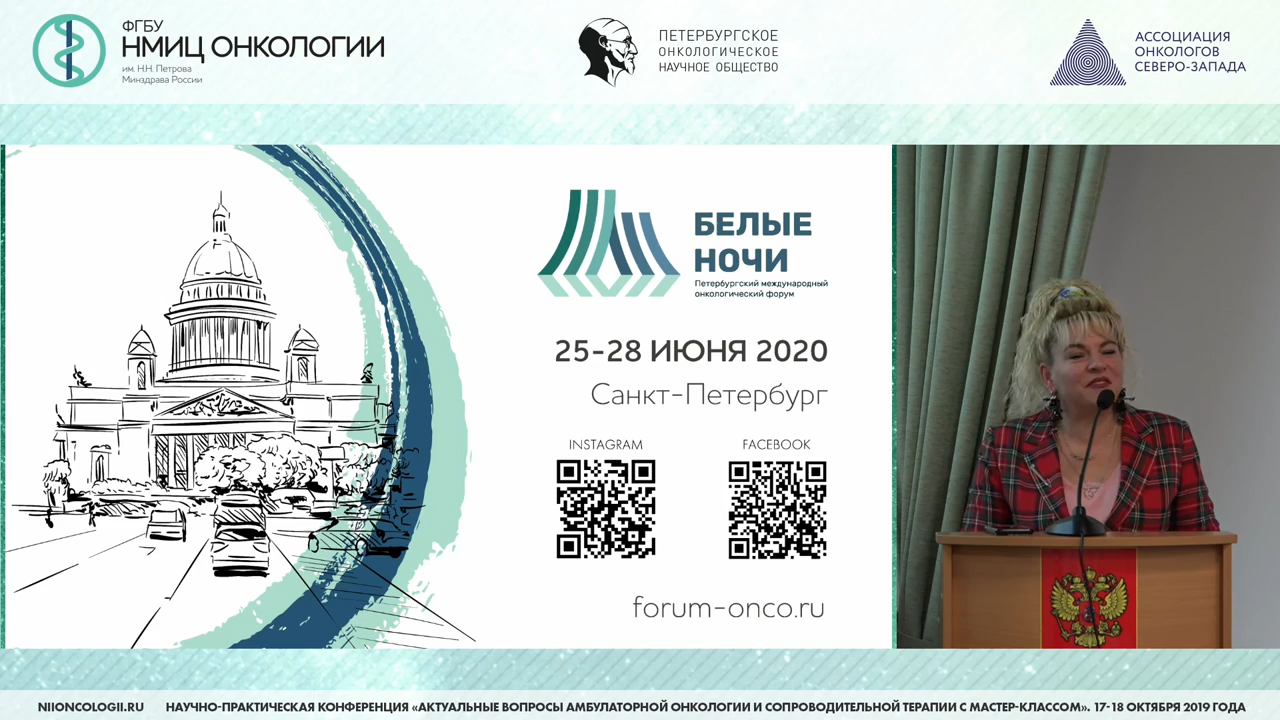 ФГБУ
НМИЦ ОНКОЛОГИИ
им. Н.Н. Петрова
Минздрава России
ПЕТЕРБУРГСКОЕ
ОНКОЛОГИЧЕСКОЕ
НАУЧНОЕ ОБЩЕСТВО
АССОЦИАЦИЯ
ОНКОЛОГОВ
СЕВЕРО-ЗАПАДА
БЕЛЫЕ
НОЧИ
Петербургский международный
онкологический форум
25-28 ИЮНЯ 2020
Санкт-Петербург
INSTAGRAM
FACEBOOK
forum-onco.ru
NIIONCOLOGII.RU
НАУЧНО-ПРАКТИЧЕСКАЯ КОНФЕРЕНЦИЯ «АКТУАЛЬНЫЕ ВОПРОСЫ АМБУЛАТОРНОЙ ОНКОЛОГИИ И СОПРОВОДИТЕЛЬНОЙ ТЕРАПИИ С МАСТЕР-КЛАССОМ». 17-18 ОКТЯБРЯ 2019 ГОДА